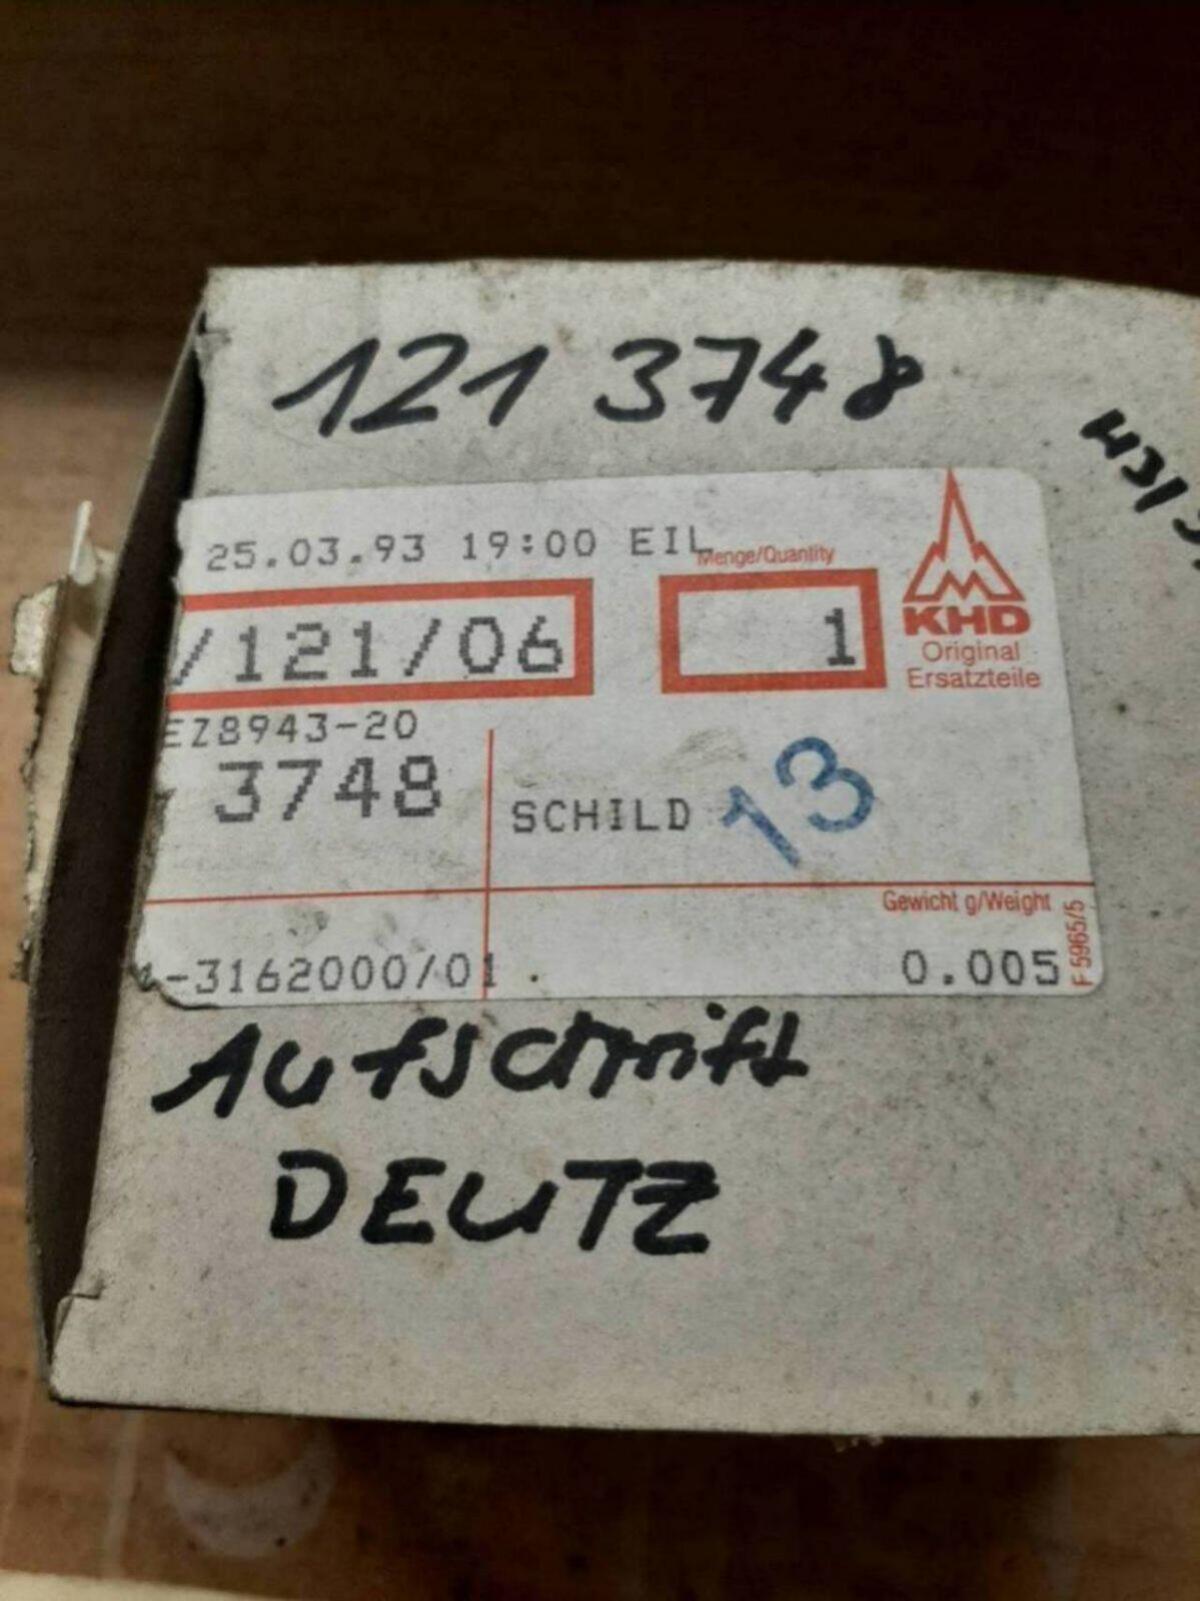 121 3748
25.03.93 19:00 EIL
Menge/Quantity
/121/06
1
KHD
Original
Ersatzteile
EZ8943-20
3748
SCHILD
13
Gewicht g/Weight
-3162000/01
0.005
F 5965/5
Aufschrift
DEUTZ